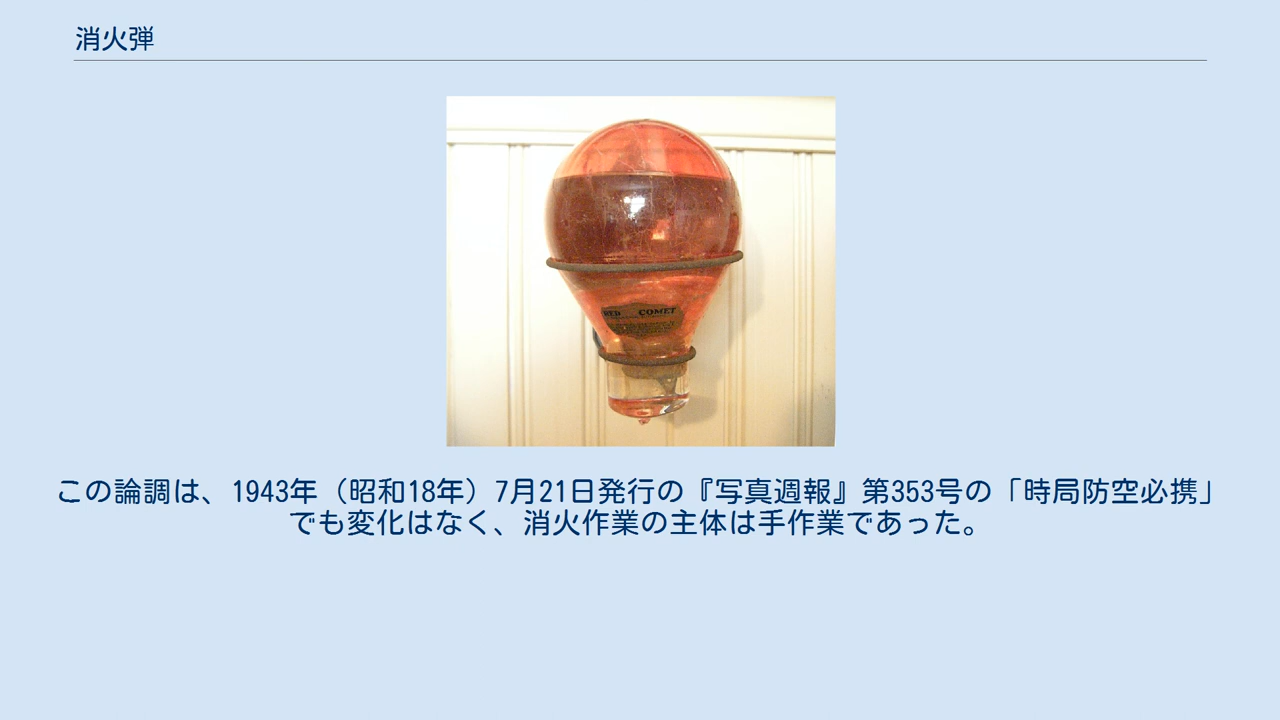 消火弾
RED COMET
この論調は、1943年（昭和18年）7月21日発行の『写真週報』第353号の「時局防空必携」
でも変化はなく、消火作業の主体は手作業であった。